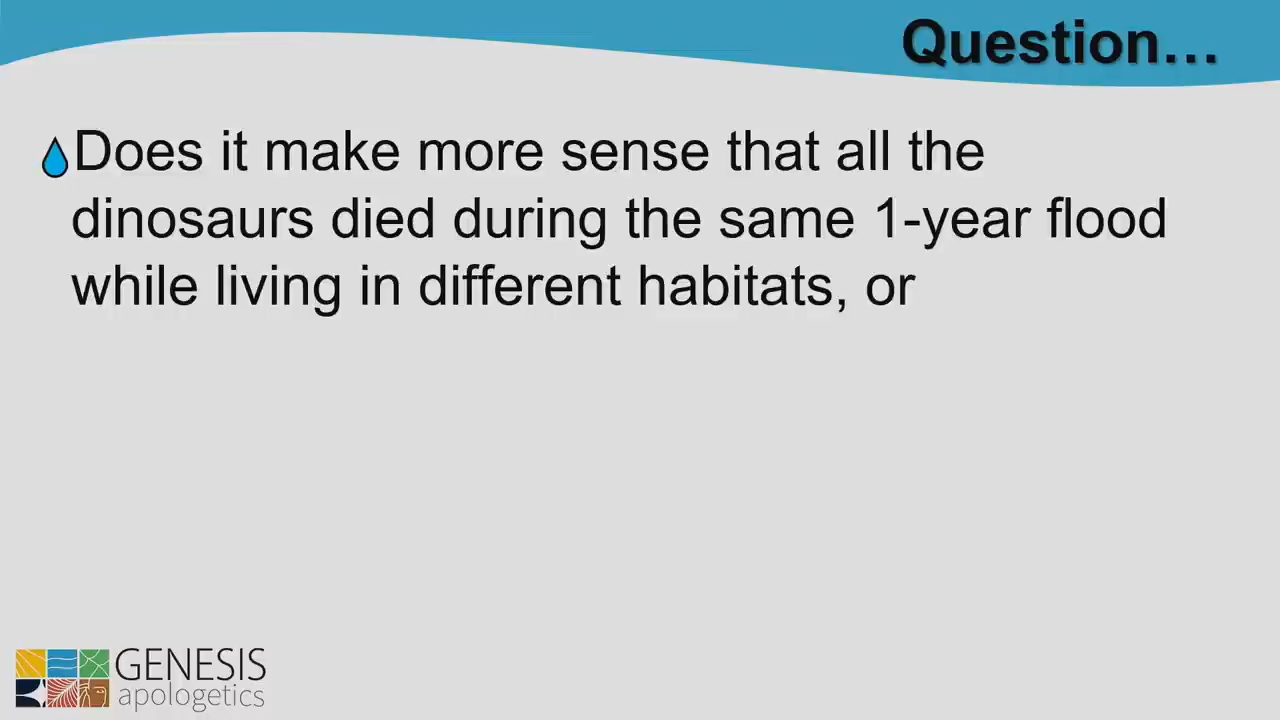 Question…
Does it make more sense that all the
dinosaurs died during the same 1-year flood
while living in different habitats, or
GENESIS
apologetics